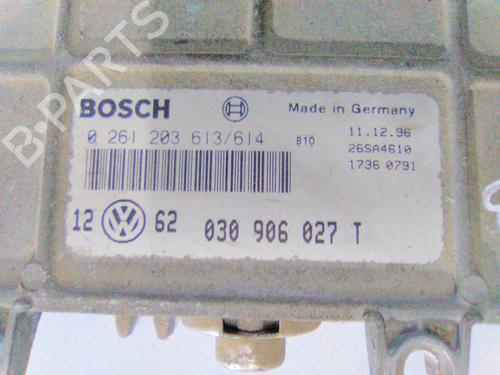 B-PARTS
BOSCH
Made in Germany
0 261 203 613/614 810
11.12.96
26SA4610
1736 0791
12 VW 62 030 906 027 T